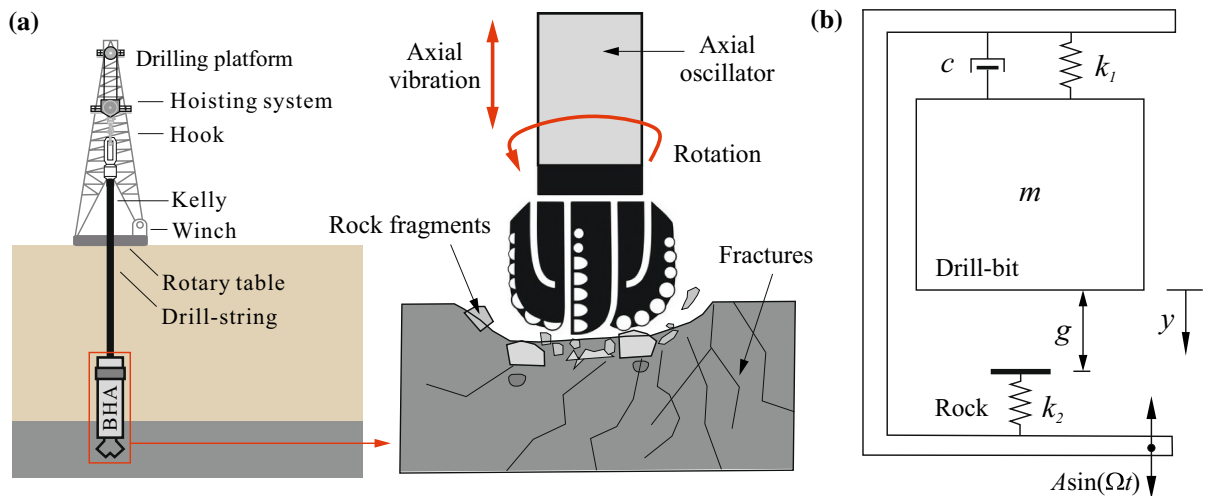 (a)
Drilling platform
Hoisting system
Hook
Kelly
Winch
Rotary table
Drill-string
BHA
Axial
vibration
Axial
oscillator
Rotation
Rock fragments
Fractures
(b)
c
k₁
m
Drill-bit
g
y
Rock
k₂
Asin(Ωt)